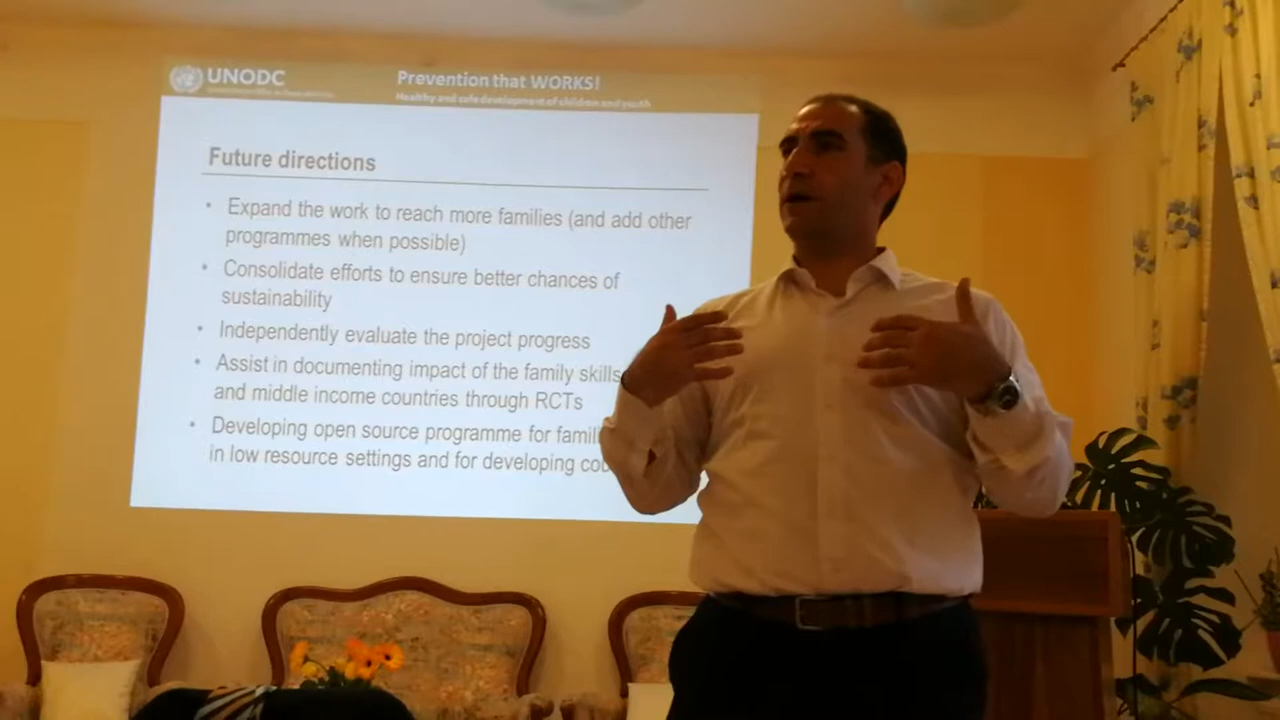 UNODC
Prevention that WORKS!
Healthy and safe development of children and youth
Future directions
• Expand the work to reach more families (and add other
programmes when possible)
• Consolidate efforts to ensure better chances of
sustainability
• Independently evaluate the project progress
• Assist in documenting impact of the family skills
and middle income countries through RCTs
• Developing open source programme for famili
in low resource settings and for developing cou